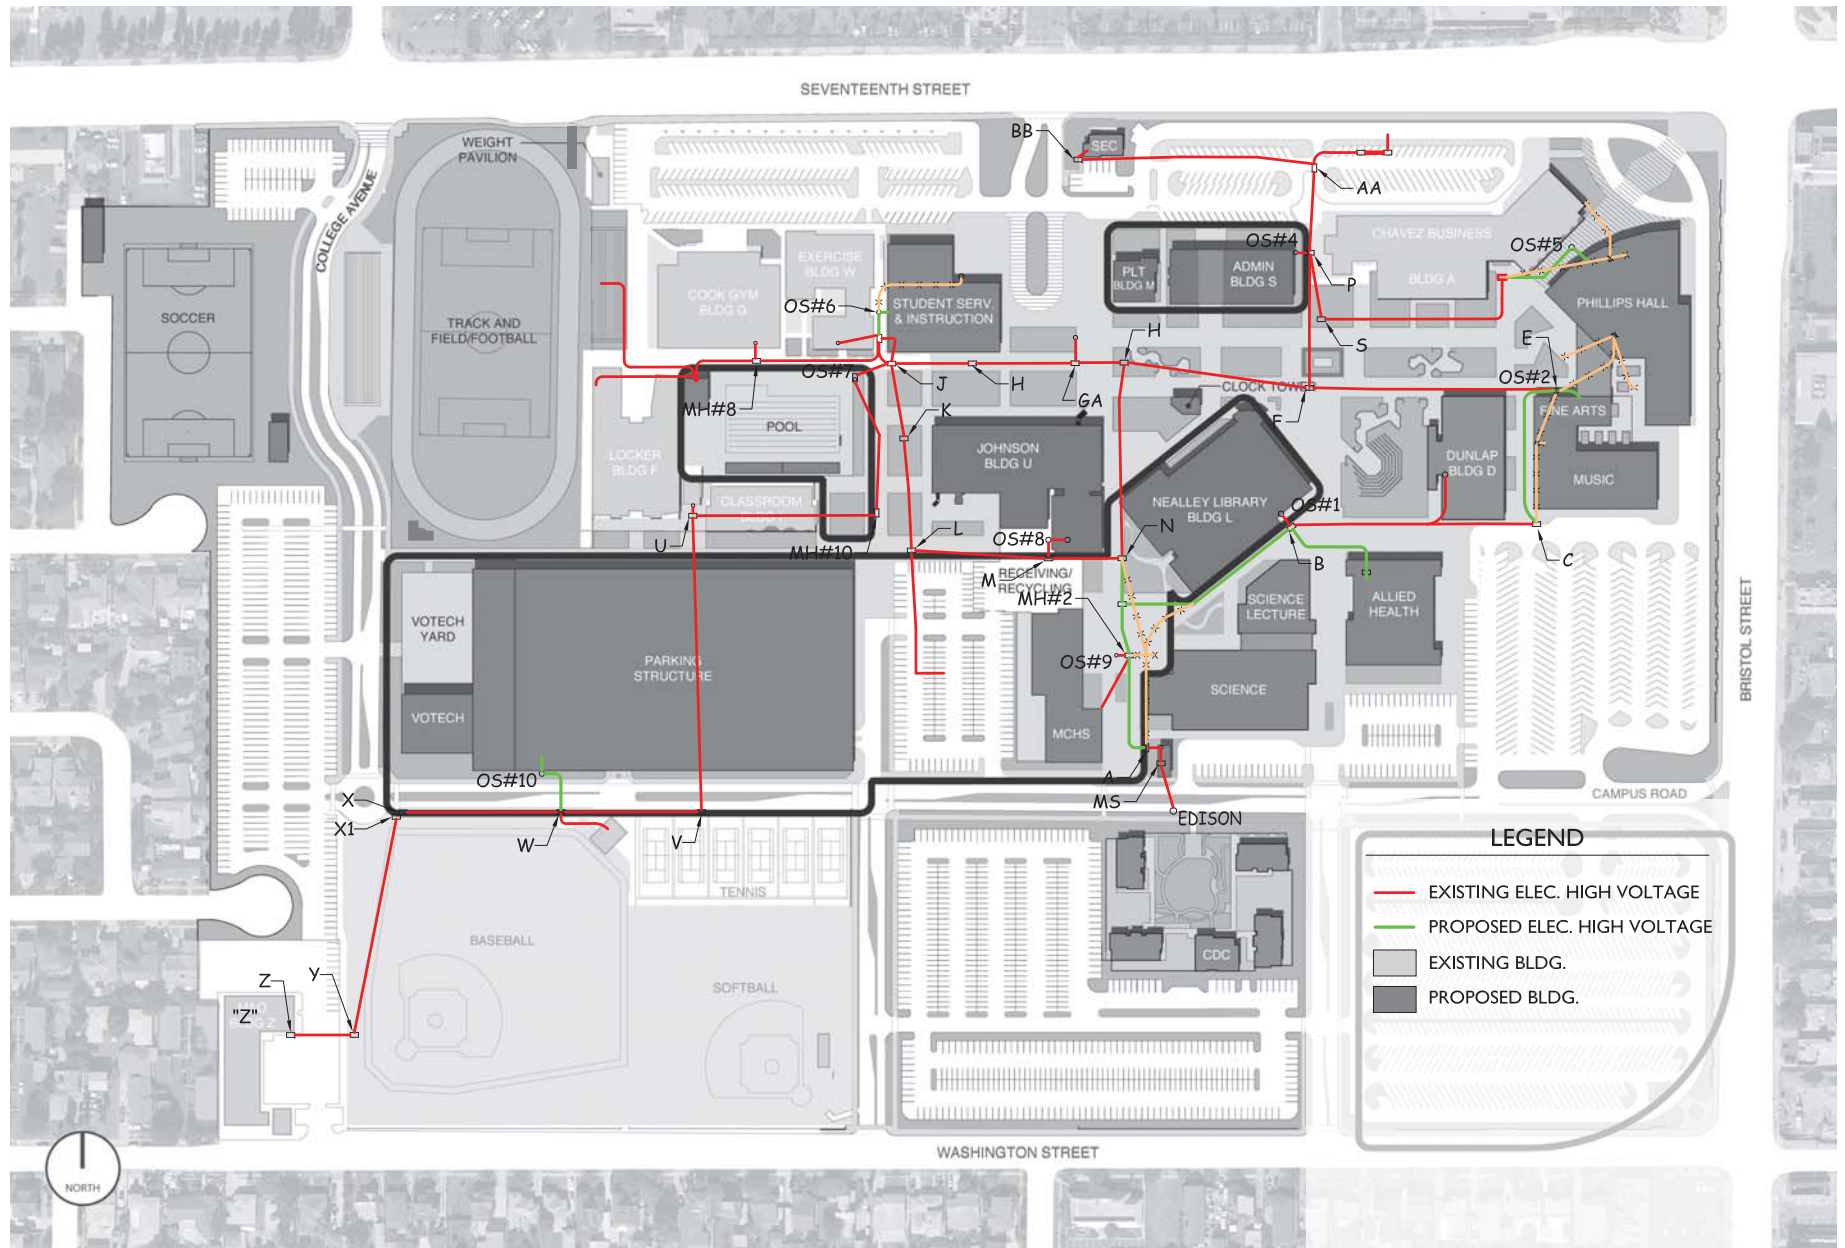 SEVENTEENTH STREET
WEIGHT
PAVILION
BB
SEC
AA
COLLEGE AVENUE
CHAVEZ BUSINESS
BLDG A
OS#5
OS#4
PLT
BLDG M
ADMIN
BLDG S
P
EXERCISE
BLDG W
COOK GYM
BLDG G
OS#6
STUDENT SERV.
& INSTRUCTION
PHILLIPS HALL
SOCCER
TRACK AND
FIELD/FOOTBALL
H
S
E
OS#7
J
H
GA
OS#2
MH#8
CLOCK TOWER
F
K
FINE ARTS
POOL
LOCKER
BLDG F
JOHNSON
BLDG U
DUNLAP
BLDG D
MUSIC
CLASSROOM
NEALLEY LIBRARY
BLDG L
OS#1
U
MH#10
L
OS#8
N
M
B
C
RECEIVING/
RECYCLING
MH#2
SCIENCE
LECTURE
ALLIED
HEALTH
VOTECH
YARD
PARKING
STRUCTURE
OS#9
SCIENCE
BRISTOL STREET
VOTECH
MCHS
OS#10
A
MS
EDISON
CAMPUS ROAD
X
X1
W
V
TENNIS
BASEBALL
SOFTBALL
CDC
Z
Y
"Z"
BLDG Z
LEGEND
EXISTING ELEC. HIGH VOLTAGE
PROPOSED ELEC. HIGH VOLTAGE
EXISTING BLDG.
PROPOSED BLDG.
WASHINGTON STREET
NORTH